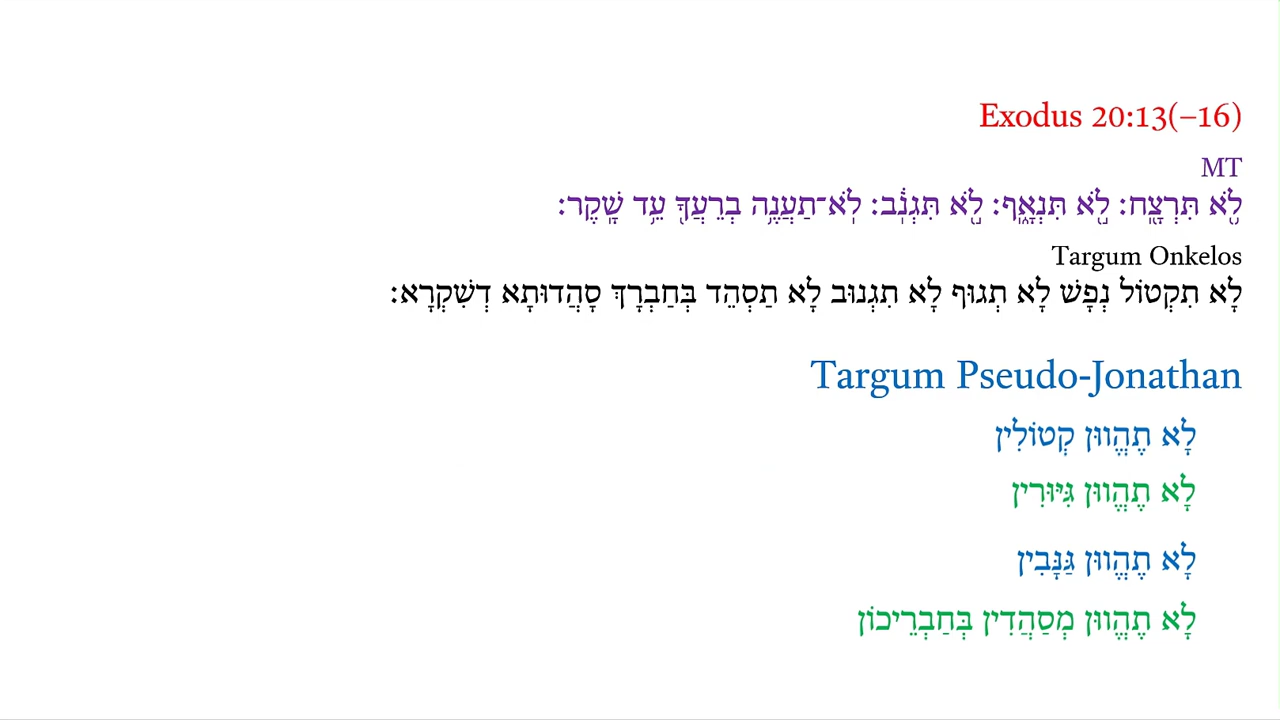 Exodus 20:13(–16)
MT
לֹ֥֖א תִּרְצָֽ֖ח׃ לֹ֣֖א תִּנְאָ֑͏ֽף׃ לֹ֣֖א תִּגְנֹֽ֔ב׃ לֹֽא־תַעֲנֶ֥ה בְרֵעֲךָ֖ עֵ֥ד שָֽׁקֶר׃
Targum Onkelos
לָא תִקְטוֹל נְפָשׁ לָא תְגוּף לָא תִגְנוּב לָא תַסְהֵד בְּחַבְרָךְ סָהֲדוּתָא דְשִׁקְרָא׃
Targum Pseudo-Jonathan
לָא תֶהֱווּן קְטוֹלִין
לָא תֶהֱווּן גִּיּוּרִין
לָא תֶהֱווּן גַּנָּבִין
לָא תֶהֱווּן מְסַהֲדִין בְּחַבְרֵיכוֹן